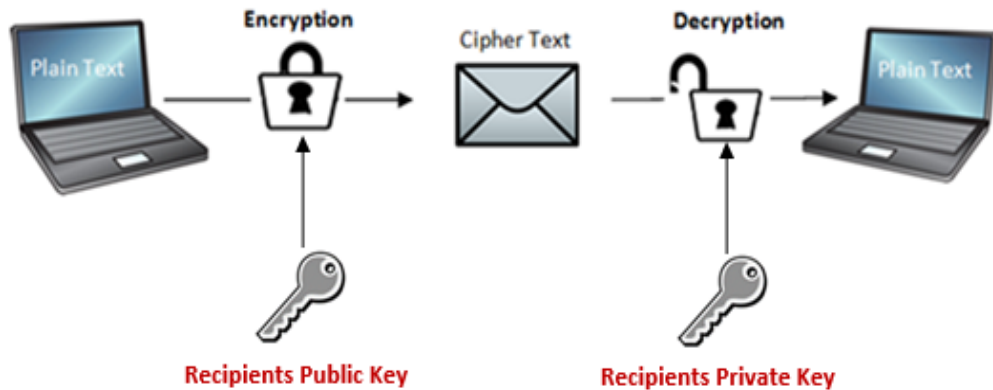 Encryption
Decryption
Cipher Text
Plain Text
Plain Text
Recipients Public Key
Recipients Private Key